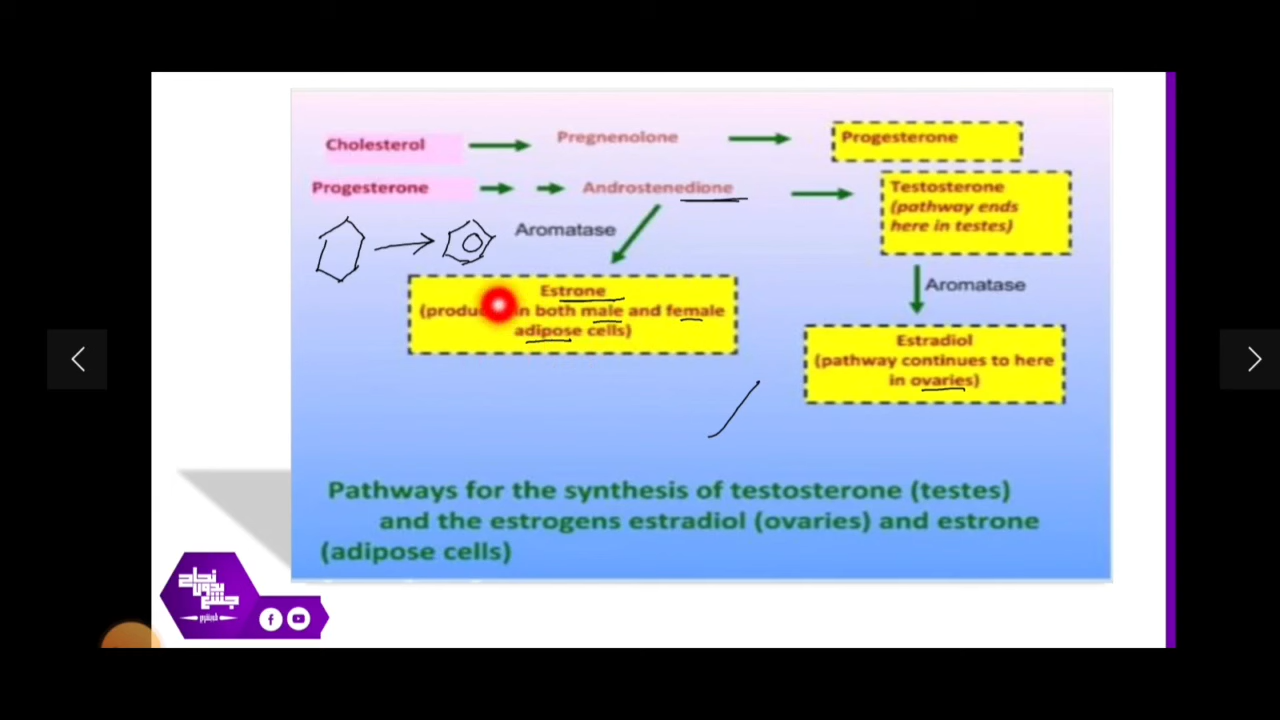 Cholesterol Pregnenolone Progesterone
Progesterone Androstenedione Testosterone
(pathway ends
here in testes)
Aromatase
Aromatase
Estrone
in both male and female
adipose cells)
Estradiol
(pathway continues to here
in ovaries)
Pathways for the synthesis of testosterone (testes)
and the estrogens estradiol (ovaries) and estrone
(adipose cells)